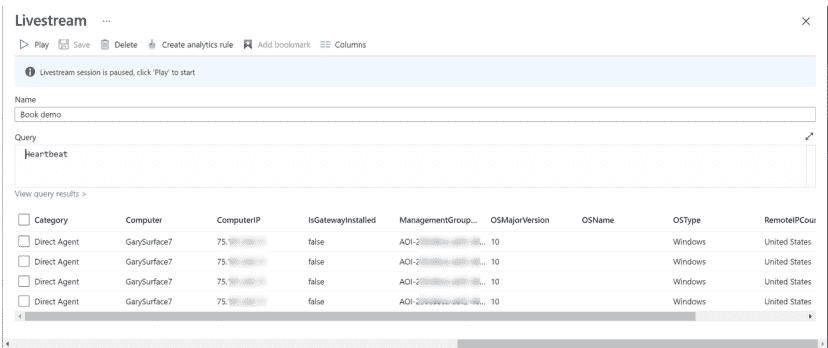 Livestream ...
Play Save Delete Create analytics rule Add bookmark Columns
Livestream session is paused, click 'Play' to start
Name
Book demo
Query
Heartbeat
View query results >
Category Computer ComputerIP IsGatewayInstalled ManagementGroup... OSMajorVersion OSName OSType RemoteIPCour
Direct Agent GarySurface7 75. false AOI-2 ... 10 Windows United States
Direct Agent GarySurface7 75. false AOI-2 ... 10 Windows United States
Direct Agent GarySurface7 75. false AOI-2 ... 10 Windows United States
Direct Agent GarySurface7 75. false AOI-2 ... 10 Windows United States